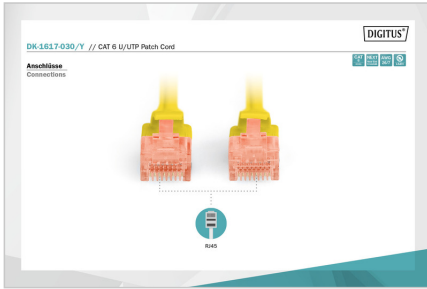 DIGITUS®
DK-1617-030/Y // CAT 6 U/UTP Patch Cord
Anschlüsse
Connections
RJ45